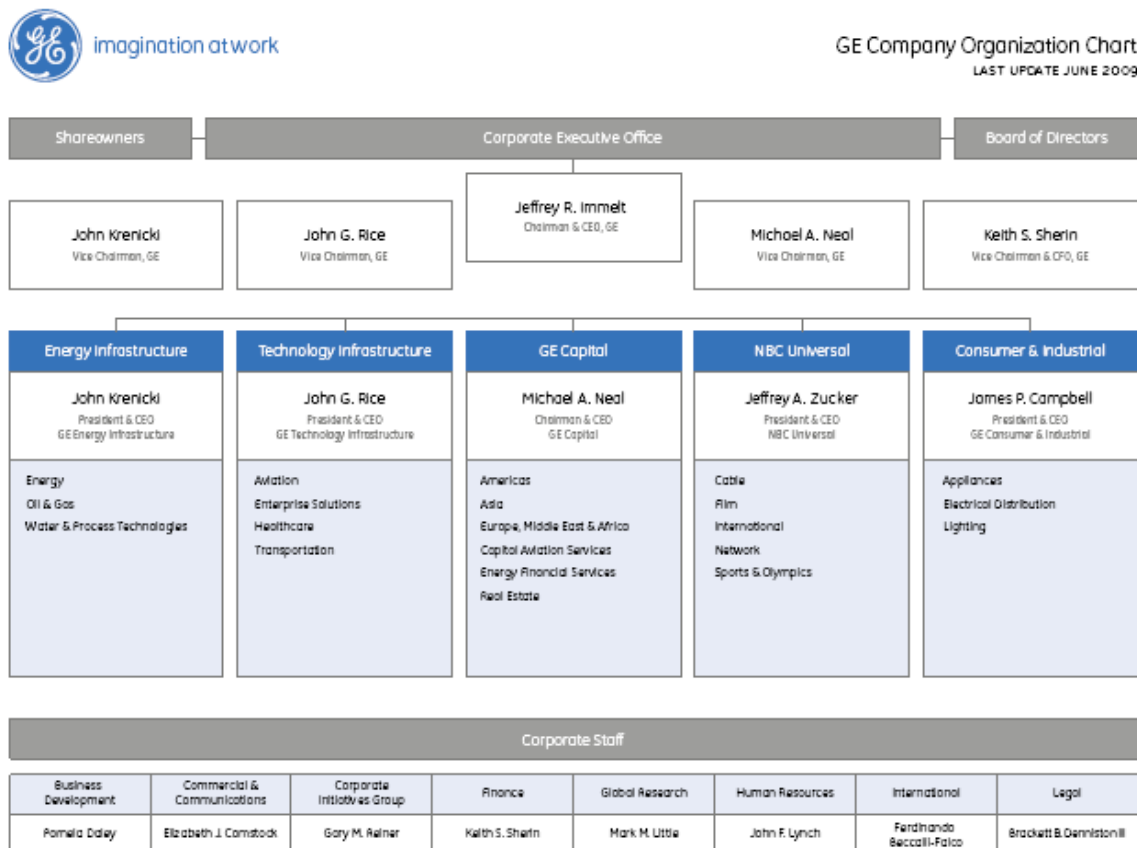 GE
imagination at work
GE Company Organization Chart
LAST UPDATE JUNE 2009
Shareowners
Corporate Executive Office
Board of Directors
Jeffrey R. Immelt
Chairman & CEO, GE
John Krenicki
Vice Chairman, GE
John G. Rice
Vice Chairman, GE
Michael A. Neal
Vice Chairman, GE
Keith S. Sherin
Vice Chairman & CFO, GE
Energy Infrastructure
John Krenicki
President & CEO
GE Energy Infrastructure
Energy
Oil & Gas
Water & Process Technologies
Technology Infrastructure
John G. Rice
President & CEO
GE Technology Infrastructure
Aviation
Enterprise Solutions
Healthcare
Transportation
GE Capital
Michael A. Neal
Chairman & CEO
GE Capital
Americas
Asia
Europe, Middle East & Africa
Capital Aviation Services
Energy Financial Services
Real Estate
NBC Universal
Jeffrey A. Zucker
President & CEO
NBC Universal
Cable
Film
International
Network
Sports & Olympics
Consumer & Industrial
James P. Campbell
President & CEO
GE Consumer & Industrial
Appliances
Electrical Distribution
Lighting
Corporate Staff
Business
Development
Pamela Daley
Commercial &
Communications
Elizabeth J. Comstock
Corporate
Initiatives Group
Gary M. Reiner
Finance
Keith S. Sherin
Global Research
Mark M. Little
Human Resources
John F. Lynch
International
Ferdinando
Beccalli-Falco
Legal
Brackett B. Denniston III